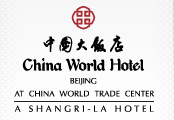 中國大飯店
China World Hotel
BEIJING
AT CHINA WORLD TRADE CENTER
A SHANGRI-LA HOTEL